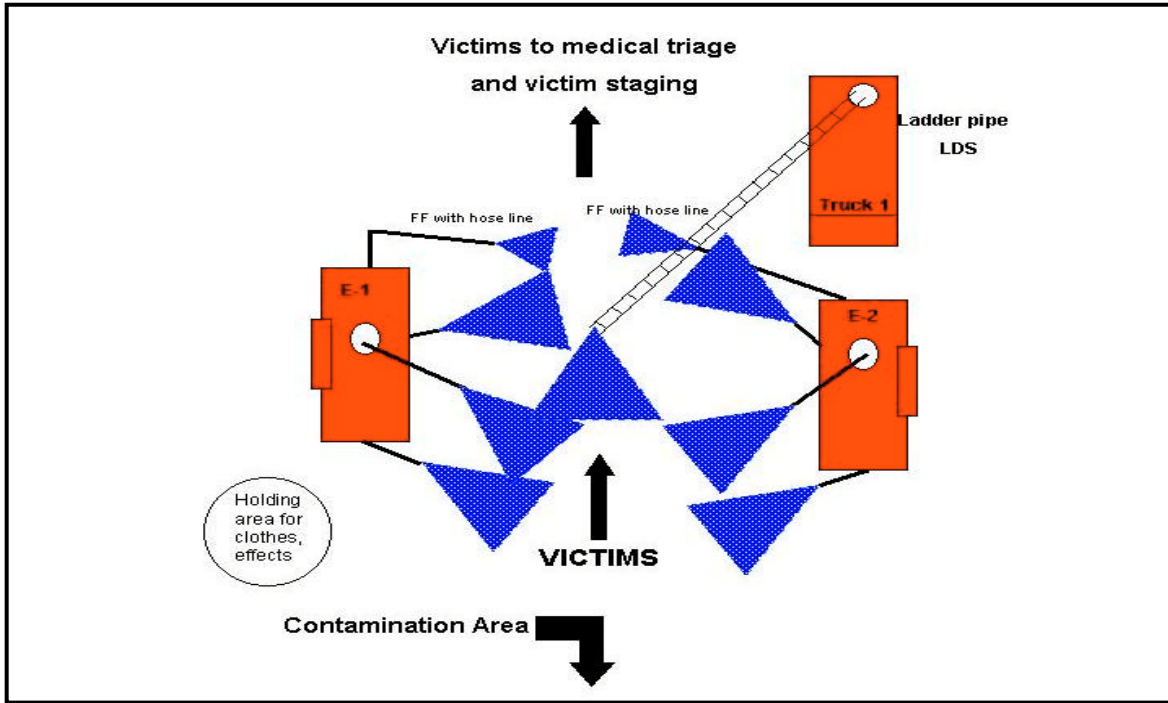 Victims to medical triage
and victim staging
Ladder pipe
LDS
Truck 1
FF with hose line
FF with hose line
E-1
E-2
Holding
area for
clothes,
effects
VICTIMS
Contamination Area